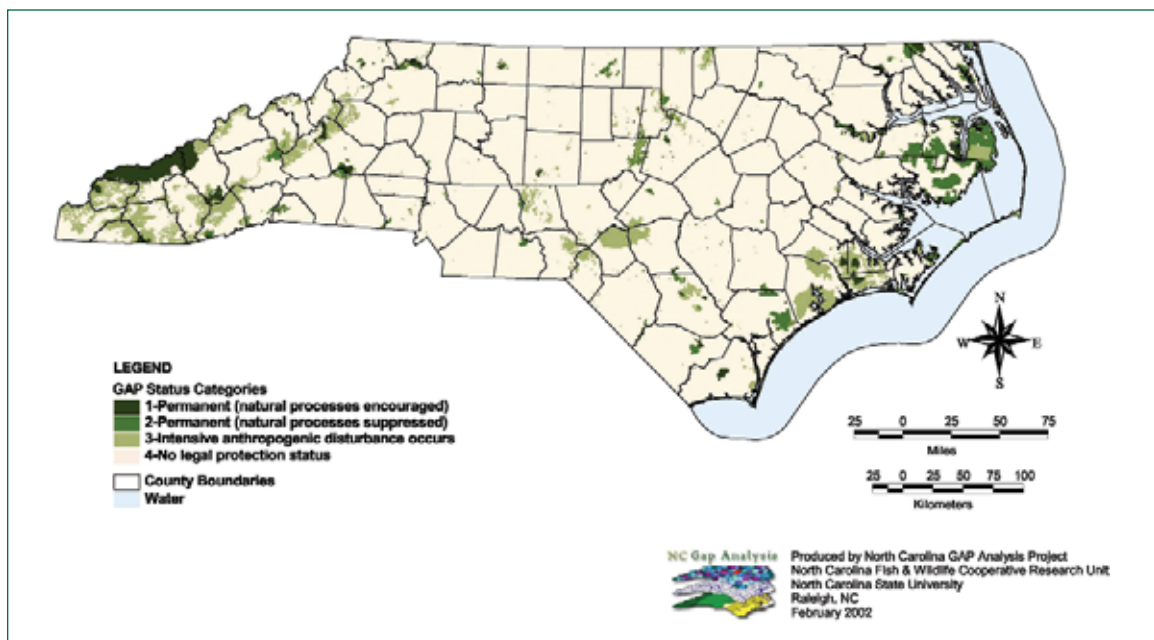 N
W E
S
LEGEND
GAP Status Categories
1-Permanent (natural processes encouraged)
2-Permanent (natural processes suppressed)
3-Intensive anthropogenic disturbance occurs
4-No legal protection status
County Boundaries
Water
25 0 25 50 75
Miles
25 0 25 50 75 100
Kilometers
NC Gap Analysis
Produced by North Carolina GAP Analysis Project
North Carolina Fish & Wildlife Cooperative Research Unit
North Carolina State University
Raleigh, NC
February 2002